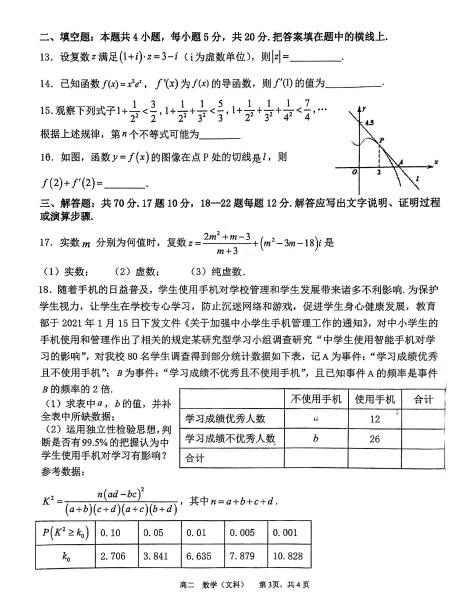 二、填空题：本题共4小题，每小题5分，共20分.把答案填在题中的横线上.
13．设复数z满足(1+i)·z=3−i（i为虚数单位），则|z|=________.
14．已知函数f(x)=x²eˣ，f′(x)为f(x)的导函数，则f′(1)的值为________.
15.观察下列式子1+1/2²<3/2，1+1/2²+1/3²<5/3，1+1/2²+1/3²+1/4²<7/4，…
根据上述规律，第n个不等式可能为________
16．如图，函数y=f(x)的图像在点P处的切线是l，则
f(2)+f′(2)=________.
y
4.5
P
O
2
A
x
l
三、解答题：共70分.17题10分，18--22题每题12分.解答应写出文字说明、证明过程
或演算步骤.
17．实数m 分别为何值时，复数z=(2m²+m−3)/(m+3)+(m²−3m−18)i是
（1）实数；（2）虚数；（3）纯虚数.
18．随着手机的日益普及，学生使用手机对学校管理和学生发展带来诸多不利影响.为保护
学生视力，让学生在学校专心学习，防止沉迷网络和游戏，促进学生身心健康发展，教育
部于2021年1月15日下发文件《关于加强中小学生手机管理工作的通知》，对中小学生的
手机使用和管理作出了相关的规定某研究型学习小组调查研究“中学生使用智能手机对学
习的影响”，对我校80名学生调查得到部分统计数据如下表，记A为事件：“学习成绩优秀
且不使用手机”；B为事件：“学习成绩不优秀且不使用手机”，且已知事件A的频率是事件
B的频率的2倍.
（1）求表中a，b的值，并补
全表中所缺数据；
（2）运用独立性检验思想，判
断是否有99.5%的把握认为中
学生使用手机对学习有影响？
参考数据：
不使用手机 使用手机 合计
学习成绩优秀人数 a 12
学习成绩不优秀人数 b 26
合计
K²=n(ad−bc)²/((a+b)(c+d)(a+c)(b+d))，其中n=a+b+c+d.
P(K²≥k₀) 0.10 0.05 0.01 0.005 0.001
k₀ 2.706 3.841 6.635 7.879 10.828
高二 数学（文科） 第3页，共4页